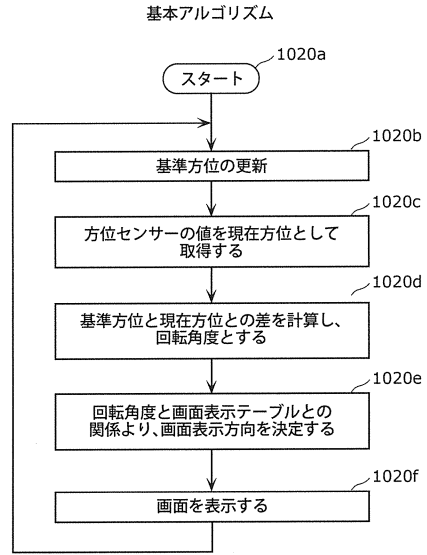 基本アルゴリズム
1020a
スタート
1020b
基準方位の更新
1020c
方位センサーの値を現在方位として
取得する
1020d
基準方位と現在方位との差を計算し、
回転角度とする
1020e
回転角度と画面表示テーブルとの
関係より、画面表示方向を決定する
1020f
画面を表示する